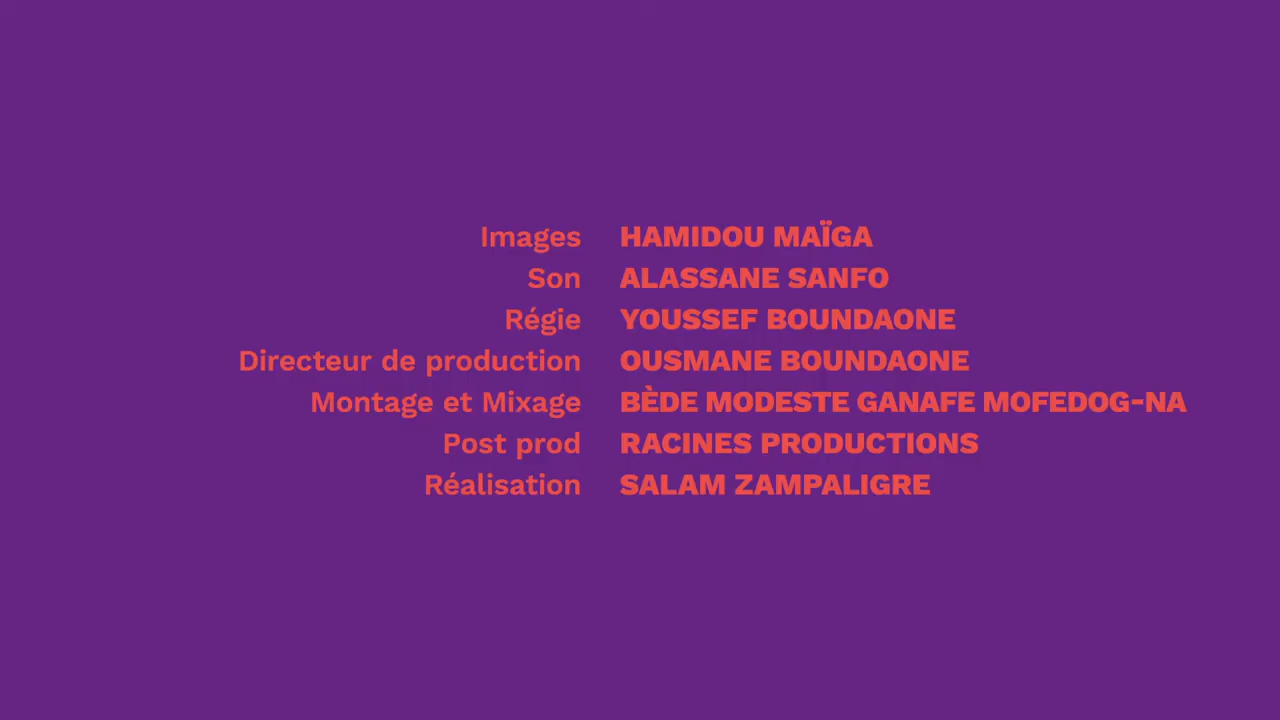 Images HAMIDOU MAÏGA
Son ALASSANE SANFO
Régie YOUSSEF BOUNDAONE
Directeur de production OUSMANE BOUNDAONE
Montage et Mixage BÈDE MODESTE GANAFE MOFEDOG-NA
Post prod RACINES PRODUCTIONS
Réalisation SALAM ZAMPALIGRE